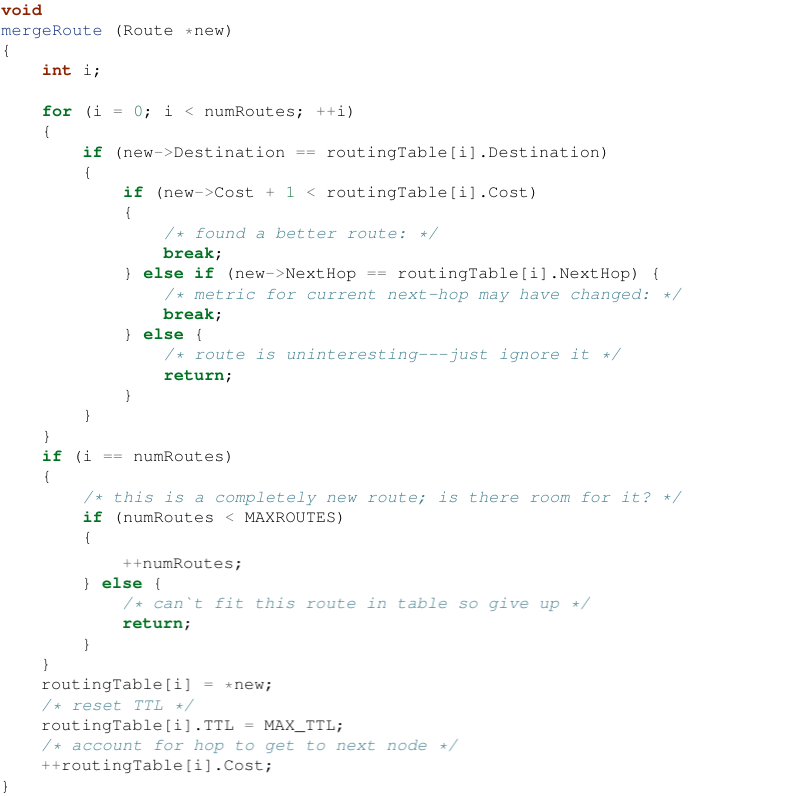 void
mergeRoute (Route *new)
{
    int i;

    for (i = 0; i < numRoutes; ++i)
    {
        if (new->Destination == routingTable[i].Destination)
        {
            if (new->Cost + 1 < routingTable[i].Cost)
            {
                /* found a better route: */
                break;
            } else if (new->NextHop == routingTable[i].NextHop) {
                /* metric for current next-hop may have changed: */
                break;
            } else {
                /* route is uninteresting---just ignore it */
                return;
            }
        }
    }
    if (i == numRoutes)
    {
        /* this is a completely new route; is there room for it? */
        if (numRoutes < MAXROUTES)
        {
            ++numRoutes;
        } else {
            /* can`t fit this route in table so give up */
            return;
        }
    }
    routingTable[i] = *new;
    /* reset TTL */
    routingTable[i].TTL = MAX_TTL;
    /* account for hop to get to next node */
    ++routingTable[i].Cost;
}